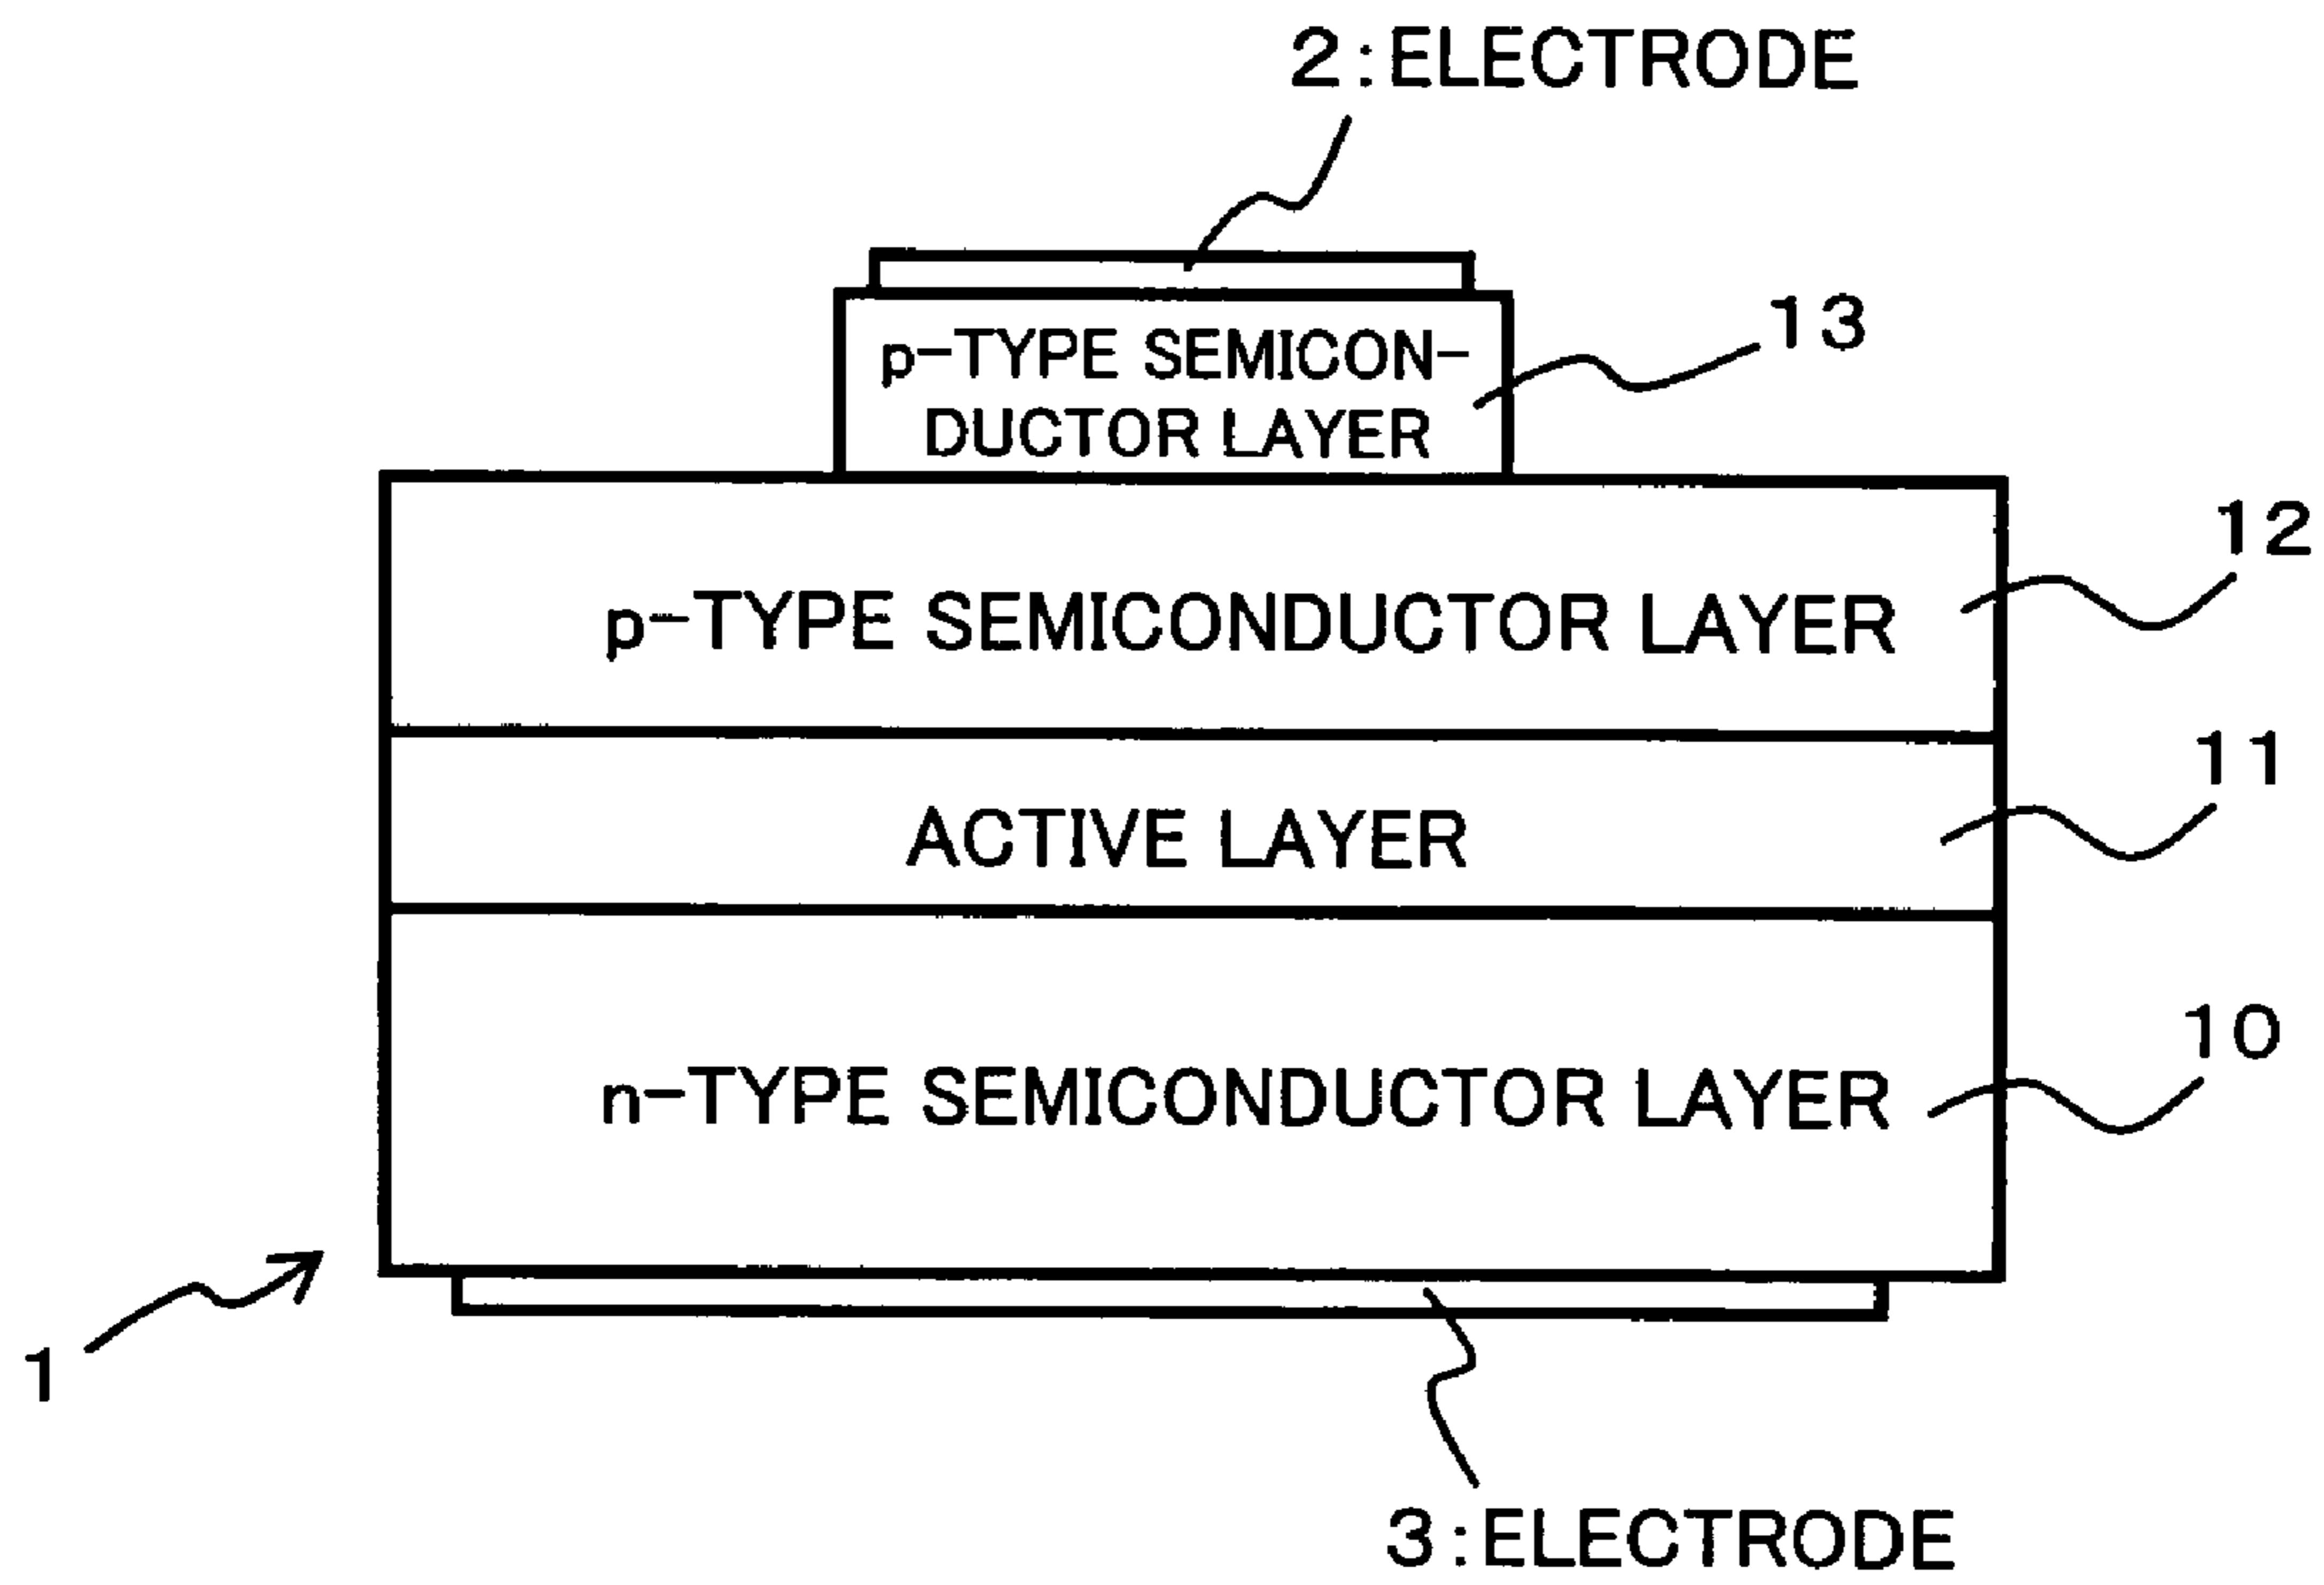 2:ELECTRODE
p-TYPE SEMICON-
DUCTOR LAYER
13
p-TYPE SEMICONDUCTOR LAYER
12
ACTIVE LAYER
11
n-TYPE SEMICONDUCTOR LAYER
10
1
3:ELECTRODE